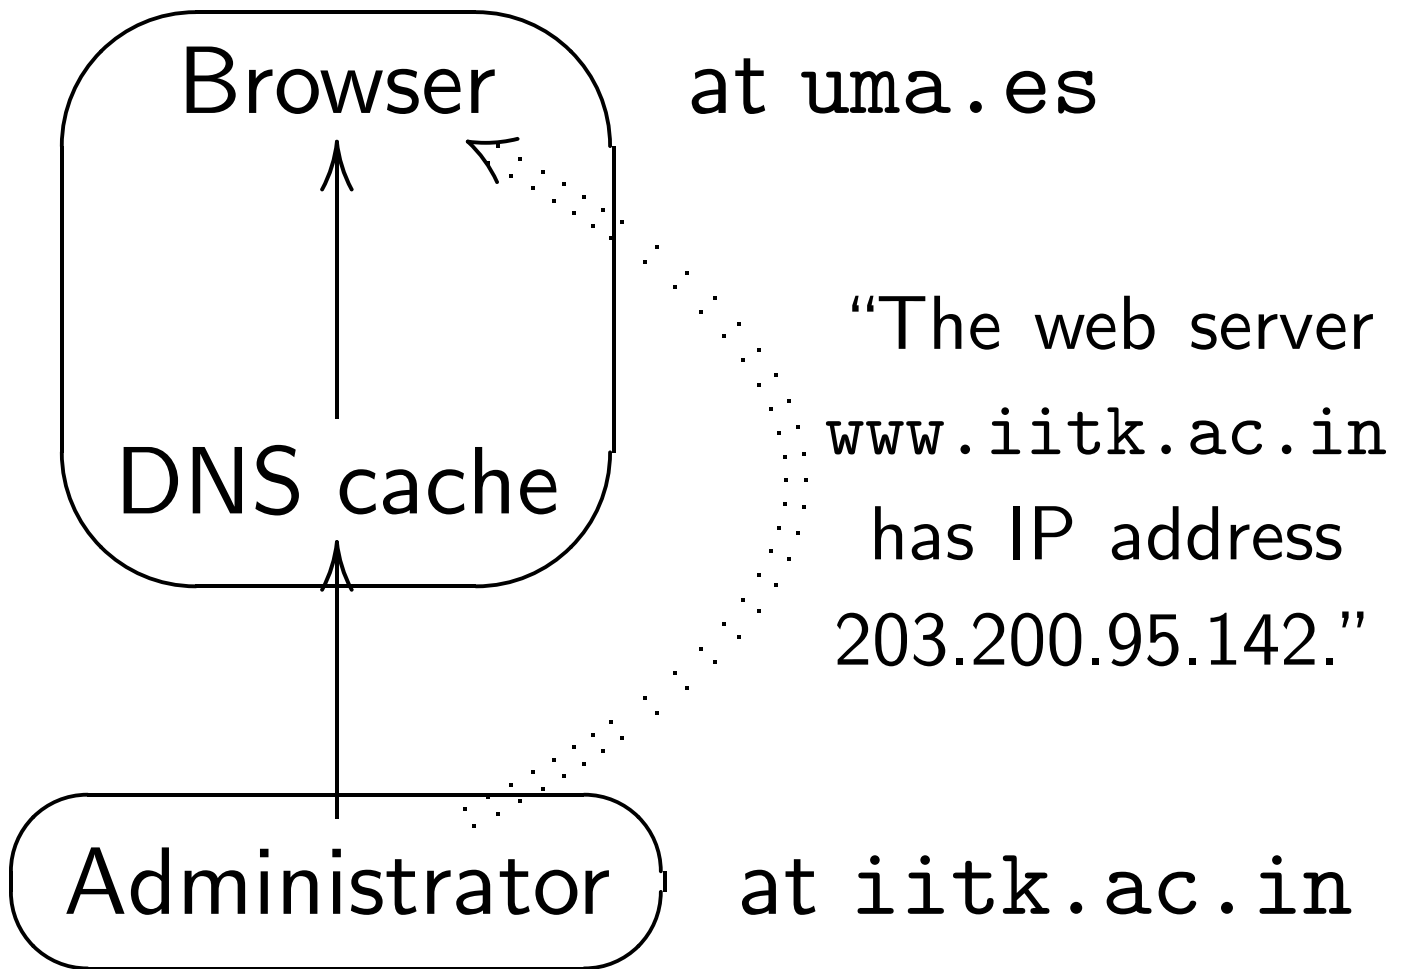 Browser at uma.es
“The web server
www.iitk.ac.in
DNS cache
has IP address
203.200.95.142.”
Administrator at iitk.ac.in